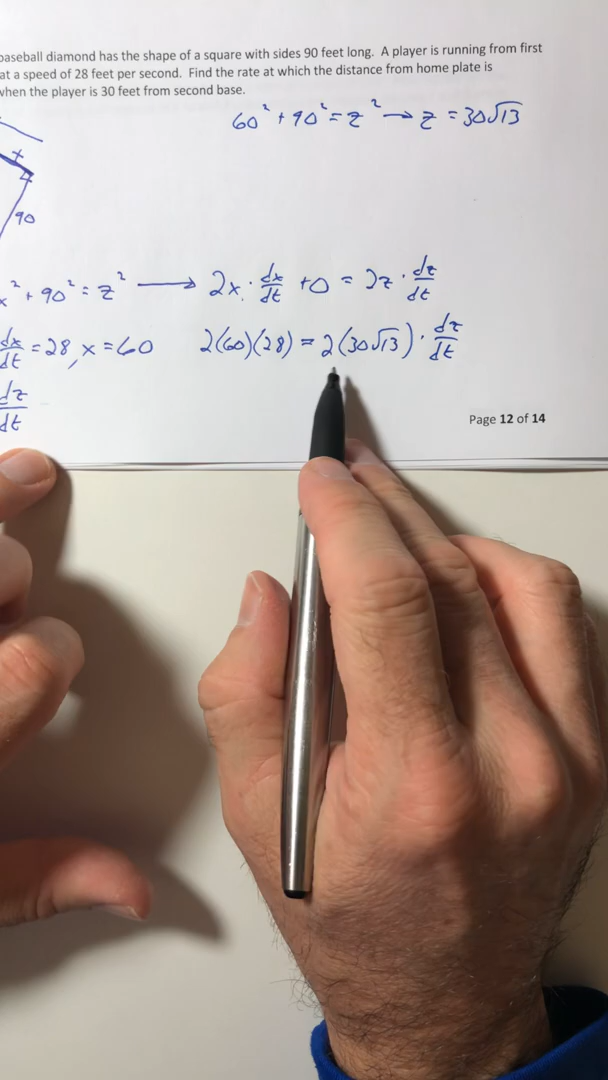 baseball diamond has the shape of a square with sides 90 feet long. A player is running from first
at a speed of 28 feet per second. Find the rate at which the distance from home plate is
when the player is 30 feet from second base.
60² + 90² = z² → z = 30√13
x
90
x² + 90² = z² → 2x · dx/dt + 0 = 2z · dz/dt
dx/dt = 28, x = 60 2(60)(28) = 2(30√13) · dz/dt
dz/dt
Page 12 of 14